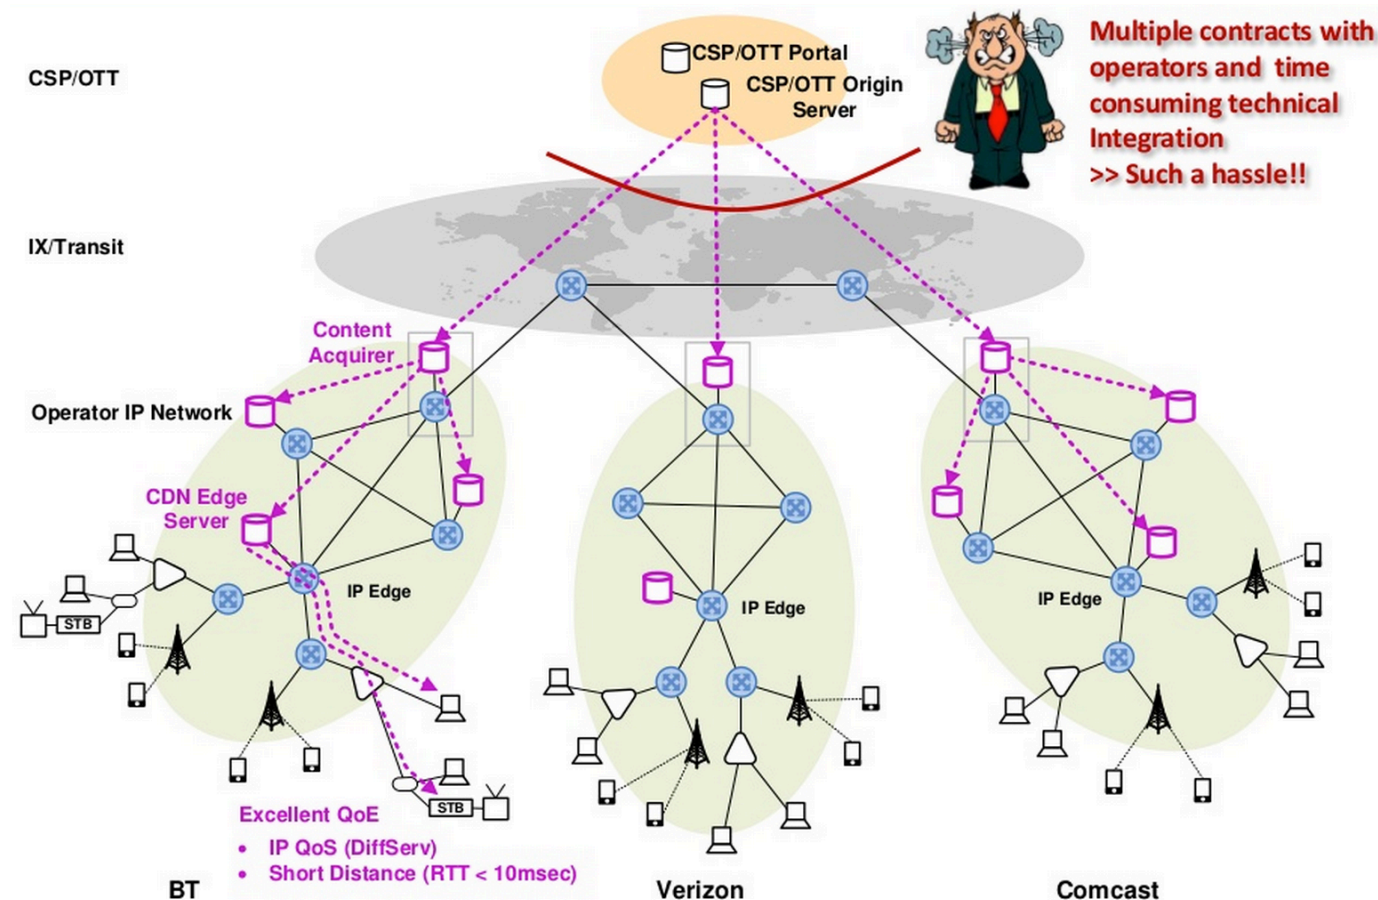 CSP/OTT
CSP/OTT Portal
CSP/OTT Origin
Server
Multiple contracts with
operators and time
consuming technical
Integration
>> Such a hassle!!
IX/Transit
Content
Acquirer
Operator IP Network
CDN Edge
Server
IP Edge
IP Edge
IP Edge
STB
STB
Excellent QoE
• IP QoS (DiffServ)
• Short Distance (RTT < 10msec)
BT
Verizon
Comcast